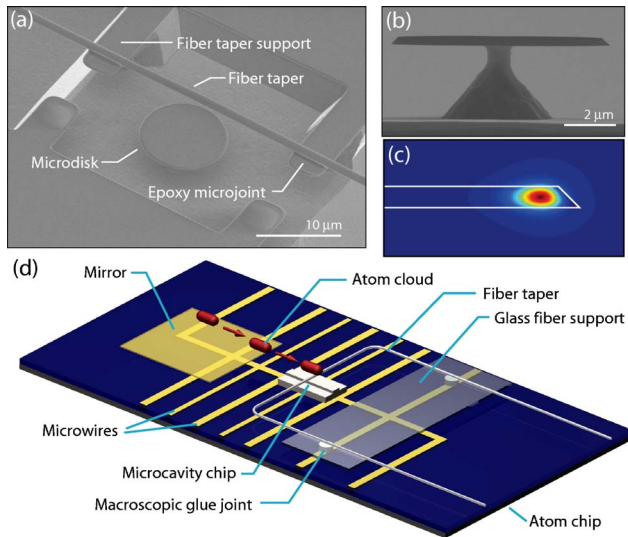 (a)
Fiber taper support
Fiber taper
Microdisk
Epoxy microjoint
10 μm
(b)
2 μm
(c)
(d)
Mirror
Atom cloud
Fiber taper
Glass fiber support
Microwires
Microcavity chip
Macroscopic glue joint
Atom chip